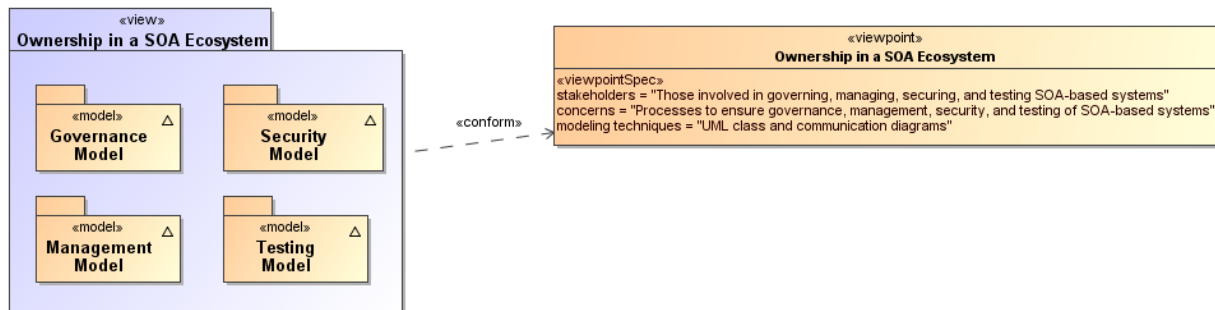 «view»
Ownership in a SOA Ecosystem
«model»
Governance
Model
«model»
Security
Model
«model»
Management
Model
«model»
Testing
Model
«conform»
«viewpoint»
Ownership in a SOA Ecosystem
«viewpointSpec»
stakeholders = "Those involved in governing, managing, securing, and testing SOA-based systems"
concerns = "Processes to ensure governance, management, security, and testing of SOA-based systems"
modeling techniques = "UML class and communication diagrams"